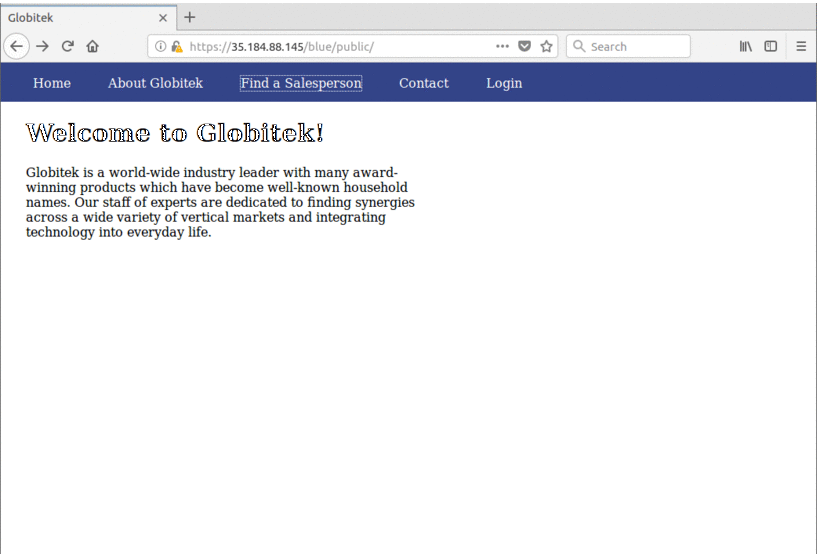 Globitek
https://35.184.88.145/blue/public/
Search
Home About Globitek Find a Salesperson Contact Login
Welcome to Globitek!
Globitek is a world-wide industry leader with many award-
winning products which have become well-known household
names. Our staff of experts are dedicated to finding synergies
across a wide variety of vertical markets and integrating
technology into everyday life.